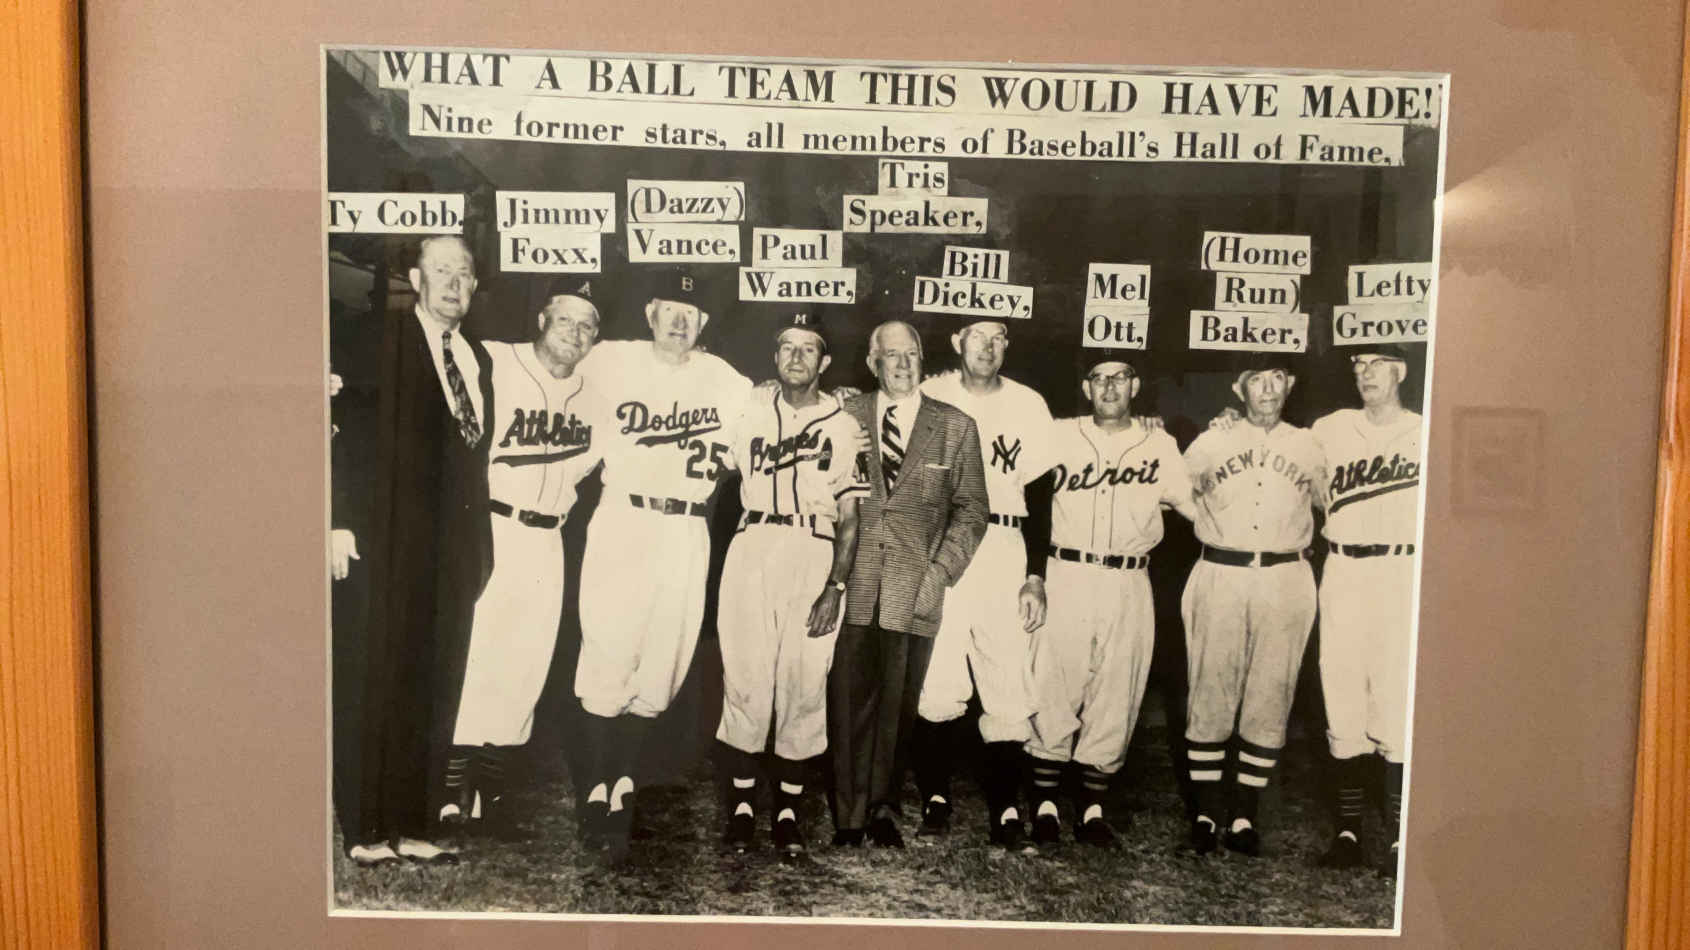 WHAT A BALL TEAM THIS WOULD HAVE MADE!
Nine former stars, all members of Baseball's Hall of Fame,
Ty Cobb,
Jimmy
Foxx,
(Dazzy)
Vance,
Paul
Waner,
Tris
Speaker,
Bill
Dickey,
Mel
Ott,
(Home
Run)
Baker,
Lefty
Grove
A
B
M
Athletics
Dodgers
25
Braves
NY
Detroit
NEW YORK
Athletics